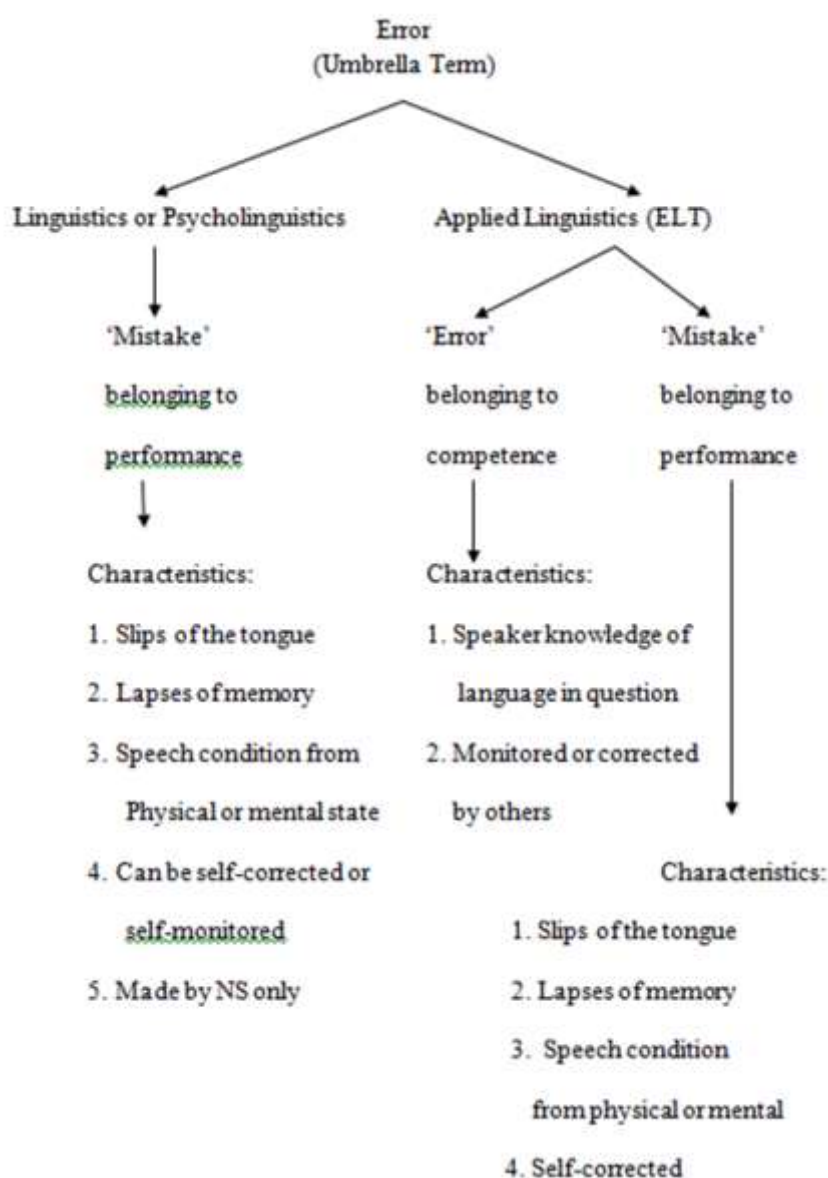 Error
(Umbrella Term)
Linguistics or Psycholinguistics
Applied Linguistics (ELT)
‘Mistake’
belonging to
performance
Characteristics:
1. Slips of the tongue
2. Lapses of memory
3. Speech condition from
Physical or mental state
4. Can be self-corrected or
self-monitored
5. Made by NS only
‘Error’
belonging to
competence
Characteristics:
1. Speaker knowledge of
language in question
2. Monitored or corrected
by others
‘Mistake’
belonging to
performance
Characteristics:
1. Slips of the tongue
2. Lapses of memory
3. Speech condition
from physical or mental
4. Self-corrected